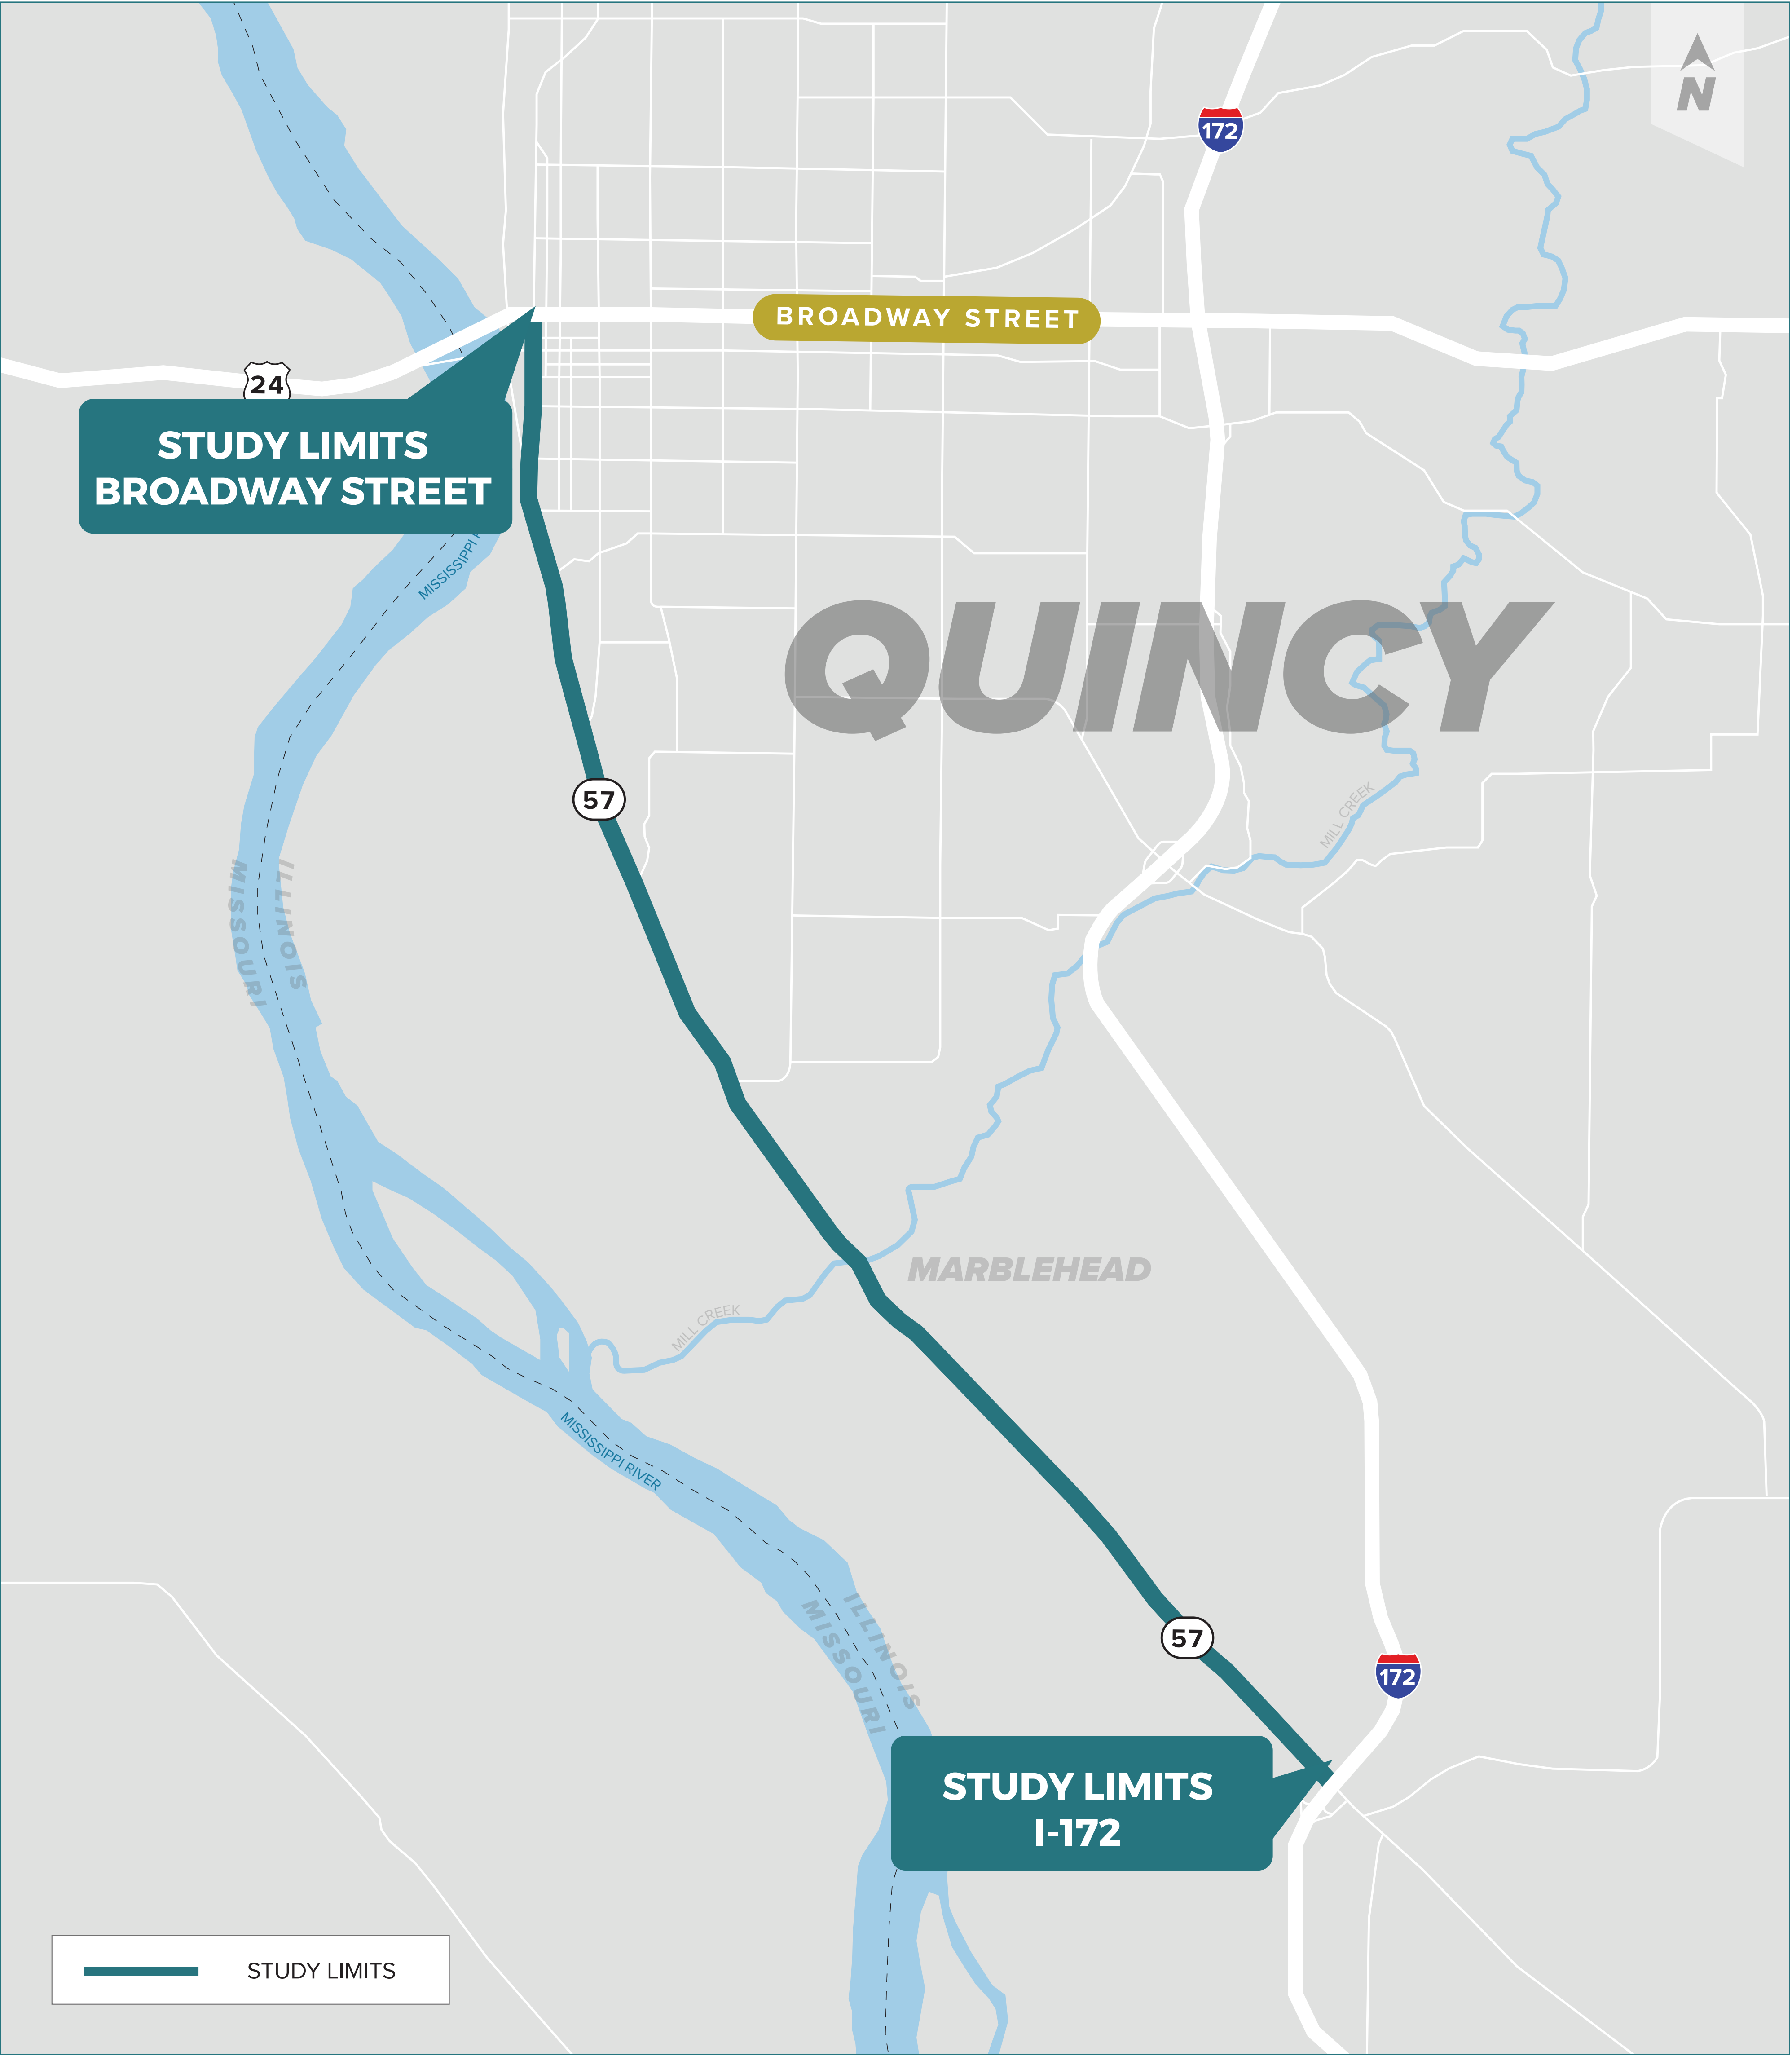 N
172
BROADWAY STREET
24
STUDY LIMITS
BROADWAY STREET
MISSISSIPPI
QUINCY
57
MILL CREEK
ILLINOIS
MISSOURI
MARBLEHEAD
MILL CREEK
MISSISSIPPI RIVER
ILLINOIS
MISSOURI
57
172
STUDY LIMITS
I-172
STUDY LIMITS